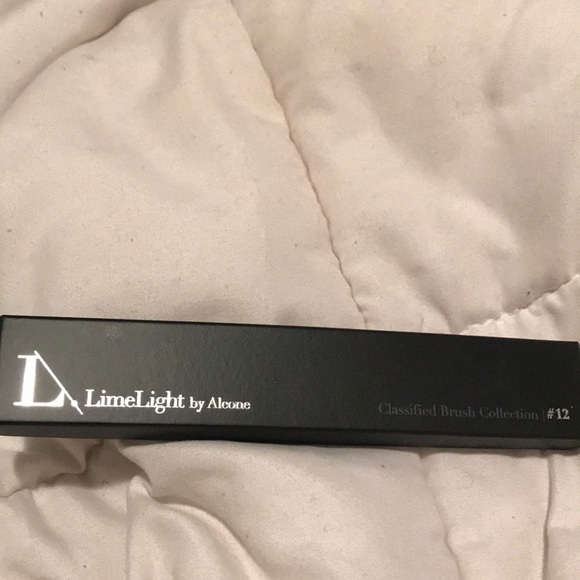 L
LimeLight by Alcone
Classified Brush Collection | #12